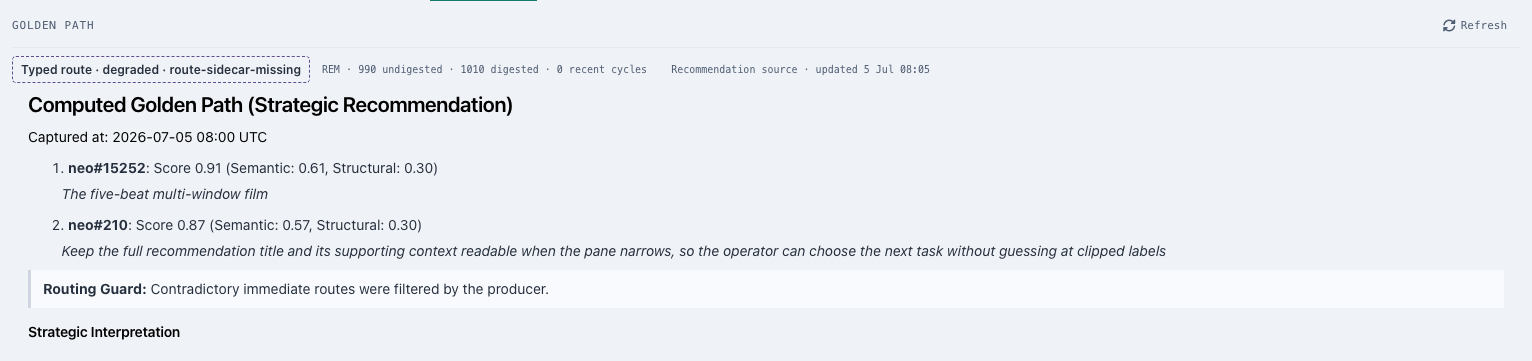 GOLDEN PATH
Refresh
Typed route · degraded · route-sidecar-missing
REM · 990 undigested · 1010 digested · 0 recent cycles
Recommendation source · updated 5 Jul 08:05
Computed Golden Path (Strategic Recommendation)
Captured at: 2026-07-05 08:00 UTC
1. neo#15252: Score 0.91 (Semantic: 0.61, Structural: 0.30)
The five-beat multi-window film
2. neo#210: Score 0.87 (Semantic: 0.57, Structural: 0.30)
Keep the full recommendation title and its supporting context readable when the pane narrows, so the operator can choose the next task without guessing at clipped labels
Routing Guard: Contradictory immediate routes were filtered by the producer.
Strategic Interpretation